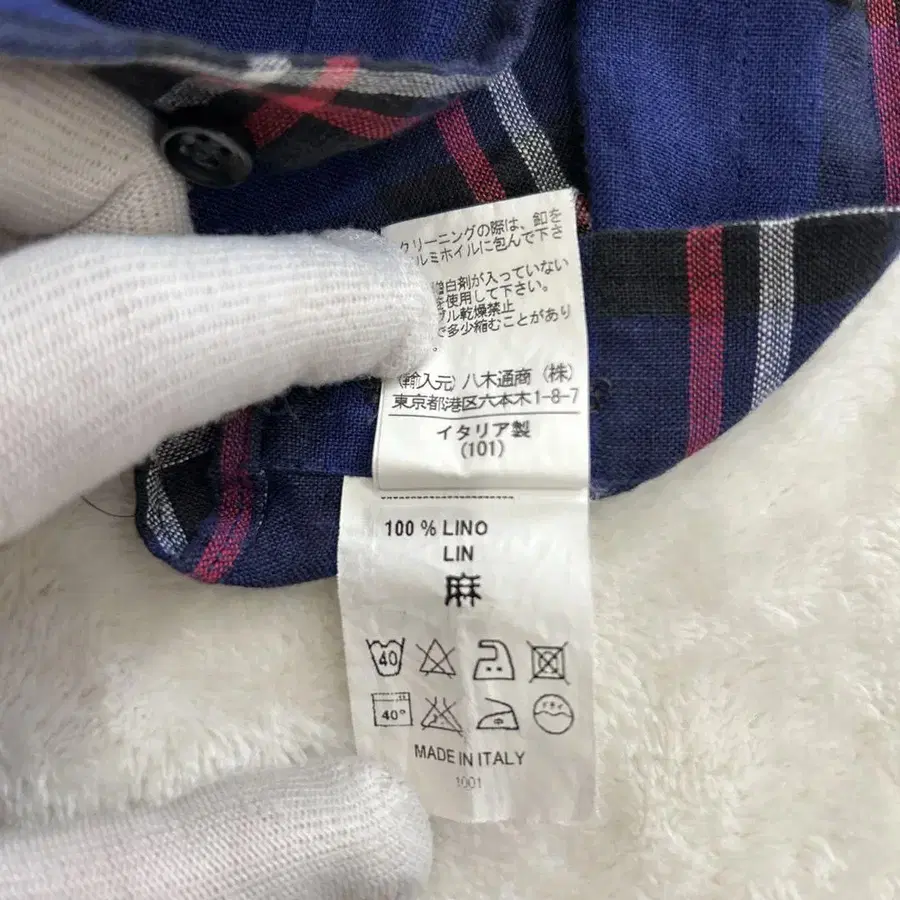 クリーニングの際は、釦を
ルミホイルに包んで下さ
増白剤が入っていない
を使用して下さい。
ブル乾燥禁止
で多少縮むことがあり
。
(輸入元) 八木通商 (株)
東京都港区六本木1-8-7
イタリア製
(101)
100 % LINO
LIN
麻
40
40°
MADE IN ITALY
1001